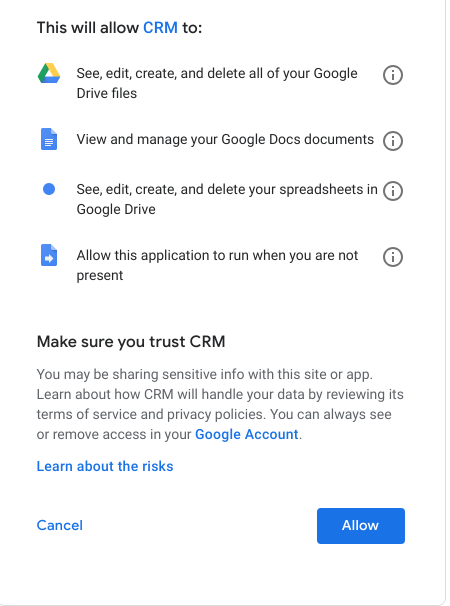 This will allow CRM to:
See, edit, create, and delete all of your Google
Drive files
View and manage your Google Docs documents
See, edit, create, and delete your spreadsheets in
Google Drive
Allow this application to run when you are not
present
Make sure you trust CRM
You may be sharing sensitive info with this site or app.
Learn about how CRM will handle your data by reviewing its
terms of service and privacy policies. You can always see
or remove access in your Google Account.
Learn about the risks
Cancel
Allow